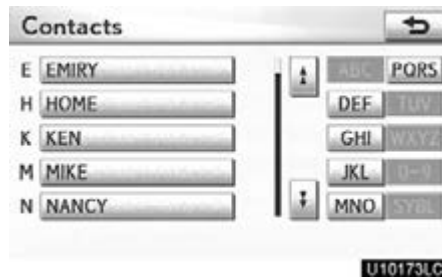 Contacts
E EMIRY ABC PQRS
H HOME DEF TUV
K KEN GHI WXYZ
M MIKE JKL 0-9
N NANCY MNO SYBL
U10173LC